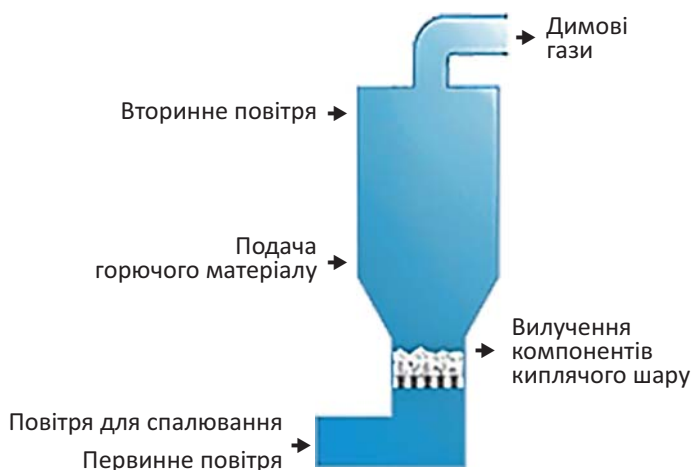 Димові
гази
Вторинне повітря
Подача
горючого матеріалу
Вилучення
компонентів
киплячого шару
Повітря для спалювання
Первинне повітря